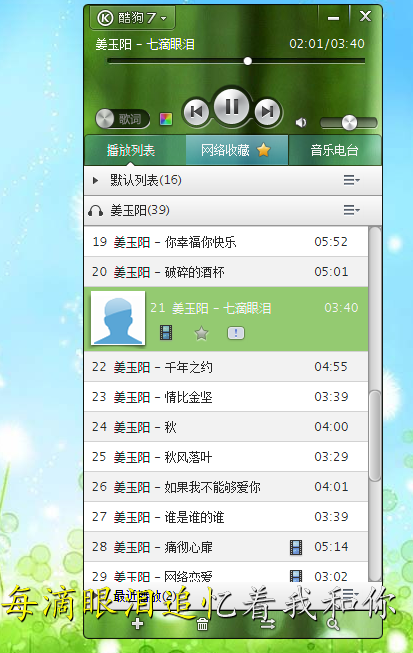 酷狗 7
姜玉阳 - 七滴眼泪 02:01/03:40
歌词
播放列表 网络收藏 音乐电台
默认列表(16)
姜玉阳(39)
19 姜玉阳 - 你幸福你快乐 05:52
20 姜玉阳 - 破碎的酒杯 05:01
21 姜玉阳 - 七滴眼泪 03:40
22 姜玉阳 - 千年之约 04:55
23 姜玉阳 - 情比金坚 03:39
24 姜玉阳 - 秋 04:00
25 姜玉阳 - 秋风落叶 03:29
26 姜玉阳 - 如果我不能够爱你 04:01
27 姜玉阳 - 谁是谁的谁 03:39
28 姜玉阳 - 痛彻心扉 05:14
29 姜玉阳 - 网络恋爱 03:02
最近播放(2)
每滴眼泪追忆着我和你